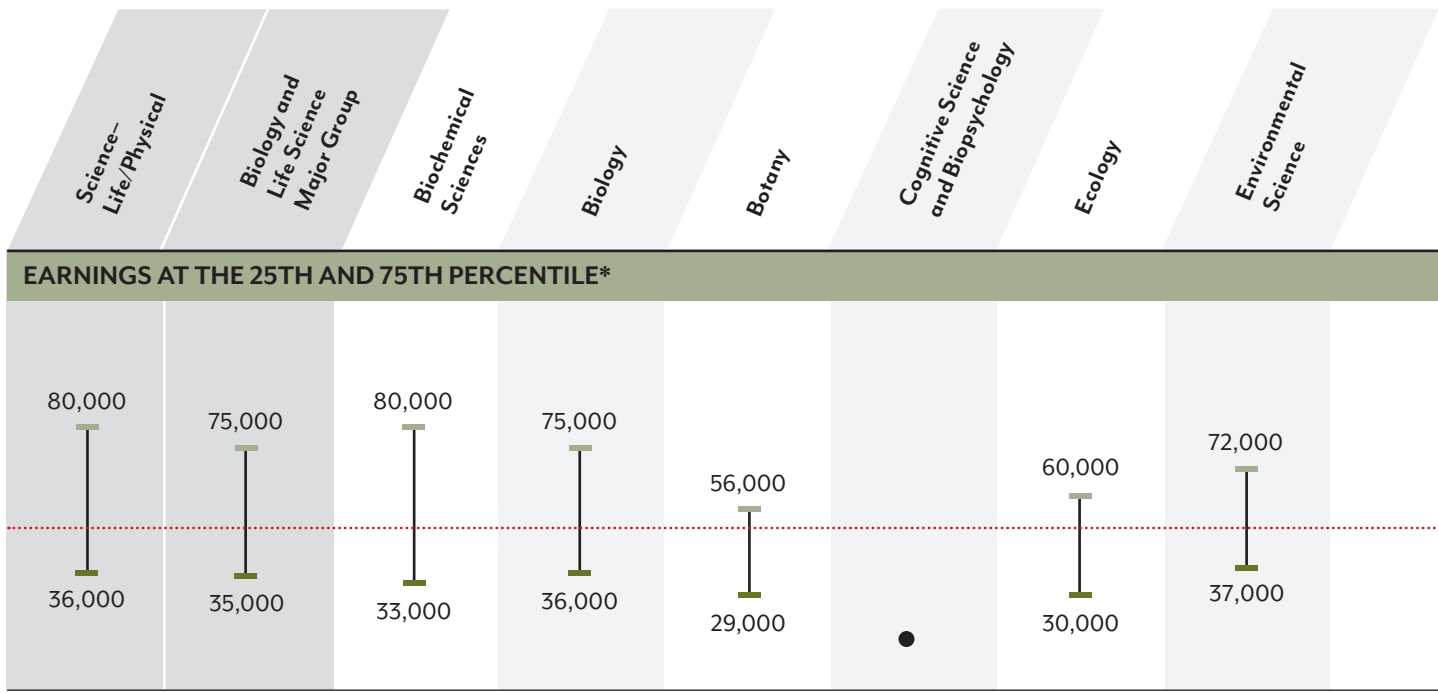 Science–
Life/Physical
Biology and
Life Science
Major Group
Biochemical
Sciences
Biology
Botany
Cognitive Science
and Biopsychology
Ecology
Environmental
Science
EARNINGS AT THE 25TH AND 75TH PERCENTILE*
80,000
75,000
80,000
75,000
56,000
60,000
72,000
36,000
35,000
33,000
36,000
29,000
30,000
37,000